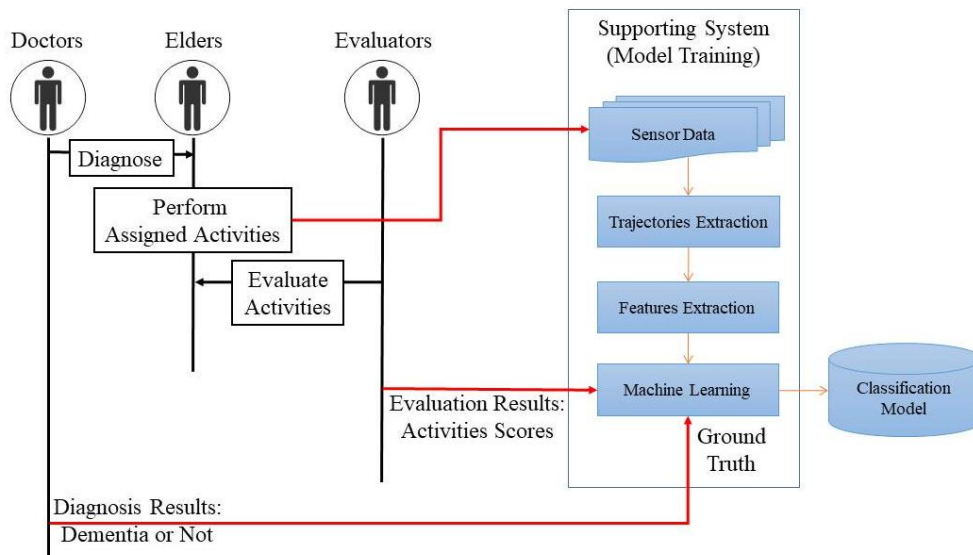 Doctors
Elders
Evaluators
Supporting System
(Model Training)
Sensor Data
Diagnose
Perform
Assigned Activities
Trajectories Extraction
Evaluate
Activities
Features Extraction
Machine Learning
Classification
Model
Evaluation Results:
Activities Scores
Ground
Truth
Diagnosis Results:
Dementia or Not